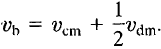 v_b = v_cm + 1/2 v_dm.